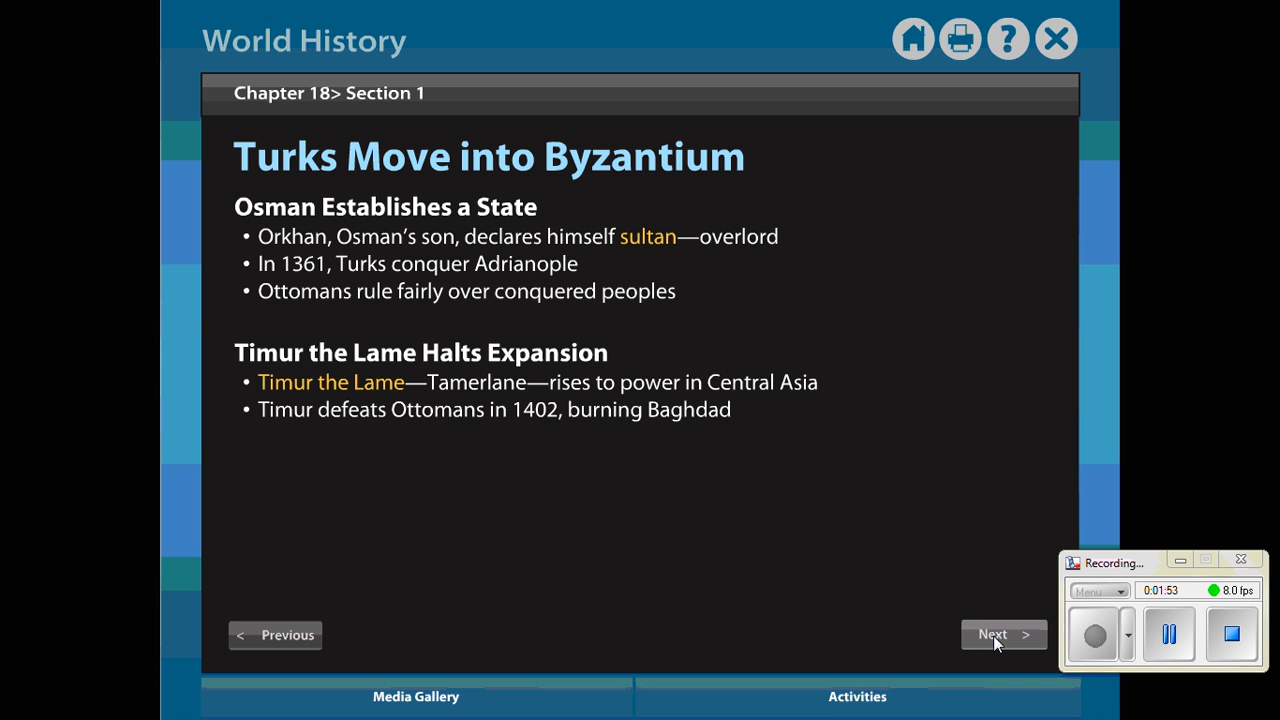 World History
?
Chapter 18> Section 1
Turks Move into Byzantium
Osman Establishes a State
• Orkhan, Osman's son, declares himself sultan—overlord
• In 1361, Turks conquer Adrianople
• Ottomans rule fairly over conquered peoples
Timur the Lame Halts Expansion
• Timur the Lame—Tamerlane—rises to power in Central Asia
• Timur defeats Ottomans in 1402, burning Baghdad
Recording...
Menu 0:01:53 8.0 fps
< Previous
Next >
Media Gallery
Activities